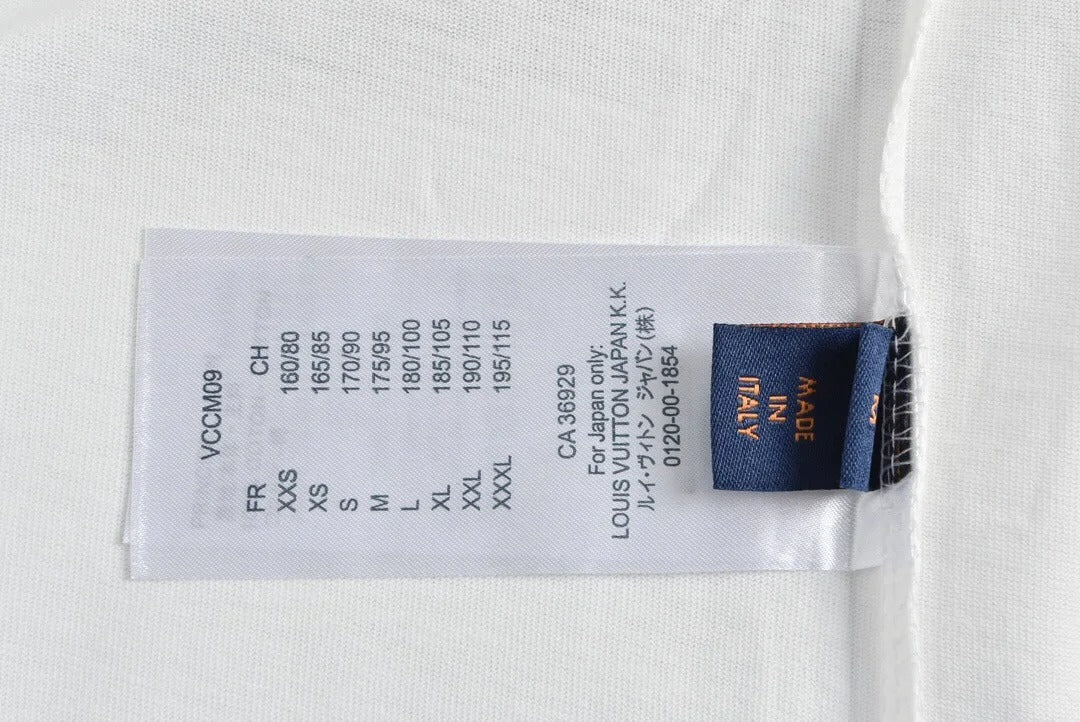 VCCM09
FR CH
XXS 160/80
XS 165/85
S 170/90
M 175/95
L 180/100
XL 185/105
XXL 190/110
XXXL 195/115
CA 36929
For Japan only:
LOUIS VUITTON JAPAN K.K.
ルイ・ヴィトン ジャパン(株)
0120-00-1854
MADE
IN
ITALY
M